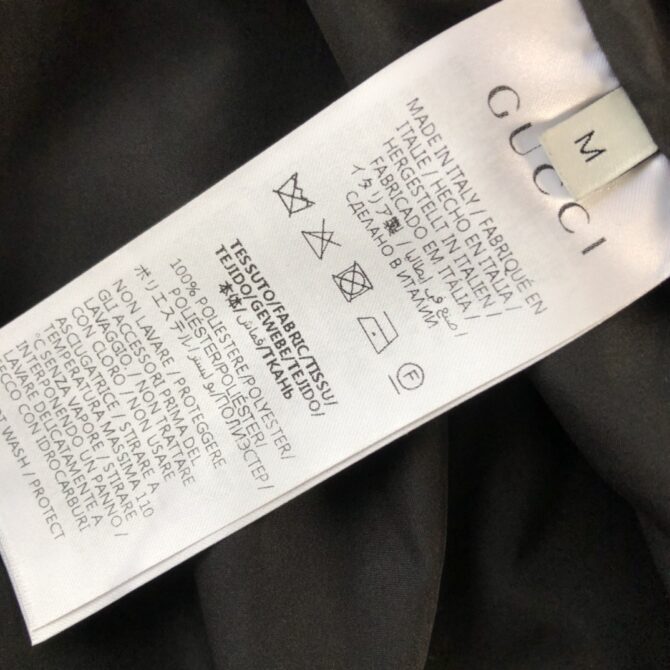 GUCCI
M
MADE IN ITALY / FABRIQUÉ EN
ITALIE / HECHO EN ITALIA /
HERGESTELLT IN ITALIEN /
FABRICADO EM ITÁLIA
イタリア製 / صنع في إيطاليا /
СДЕЛАНО В ИТАЛИИ
F
TESSUTO/FABRIC/TISSU/
TEJIDO/GEWEBE/TEJIDO/
本体/قماش/ТКАНЬ
100% POLIESTERE/POLYESTER/
POLIÉSTER/POLIÉSTER/
ポリエステル/بوليستر/ПОЛИЭСТЕР/
NON LAVARE / PROTEGGERE
GLI ACCESSORI PRIMA DEL
LAVAGGIO / NON TRATTARE
CON CLORO / NON USARE
ASCIUGATRICE / STIRARE A
TEMPERATURA MASSIMA 110
°C SENZA VAPORE / STIRARE
INTERPONENDO UN PANNO /
LAVARE DELICATAMENTE A
ECCO CON IDROCARBURI
WASH / PROTECT